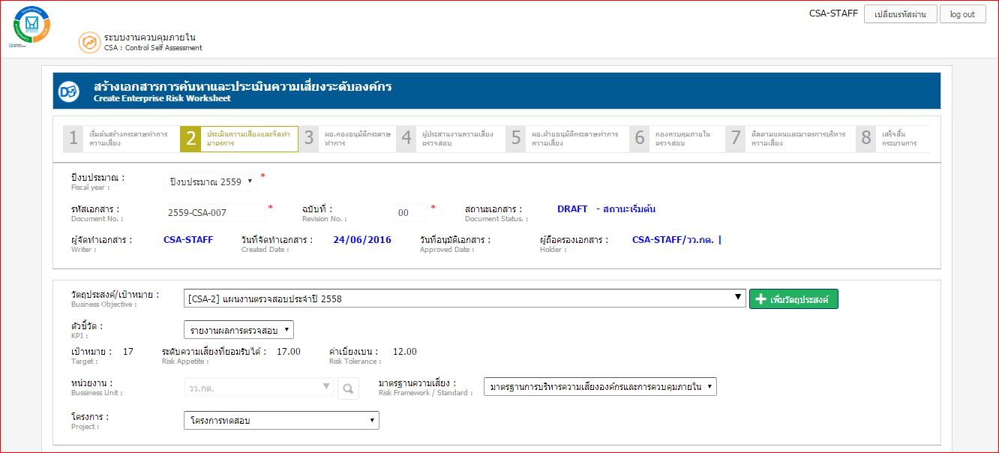 CSA-STAFF เปลี่ยนรหัสผ่าน log out
ระบบงานควบคุมภายใน
CSA : Control Self Assessment
สร้างเอกสารการค้นหาและประเมินความเสี่ยงระดับองค์กร
Create Enterprise Risk Worksheet
1 เริ่มต้นสร้างกระดาษทำการ
ความเสี่ยง
2 ประเมินความเสี่ยงและจัดทำ
มาตรการ
3 ผอ.กองอนุมัติกระดาษ
ทำการ
4 ผู้ประสานงานความเสี่ยง
ตรวจสอบ
5 ผอ.ฝ่ายอนุมัติกระดาษทำการ
ความเสี่ยง
6 กองควบคุมภายใน
ตรวจสอบ
7 ติดตามแผนและมาตรการบริหาร
ความเสี่ยง
8 เสร็จสิ้น
กระบวนการ
ปีงบประมาณ : ปีงบประมาณ 2559 *
Fiscal year :
รหัสเอกสาร : 2559-CSA-007 * ฉบับที่ : 00 * สถานะเอกสาร : DRAFT - สถานะเริ่มต้น
Document No. : Revision No. : Document Status. :
ผู้จัดทำเอกสาร : CSA-STAFF วันที่จัดทำเอกสาร : 24/06/2016 วันที่อนุมัติเอกสาร : ผู้ถือครองเอกสาร : CSA-STAFF/วว.กต. |
Writer : Created Date : Approved Date : Holder :
วัตถุประสงค์/เป้าหมาย : [CSA-2] แผนงานตรวจสอบประจำปี 2558 เพิ่มวัตถุประสงค์
Business Objective :
ตัวชี้วัด : รายงานผลการตรวจสอบ
KPI :
เป้าหมาย : 17 ระดับความเสี่ยงที่ยอมรับได้ : 17.00 ค่าเบี่ยงเบน : 12.00
Target : Risk Appetite : Risk Tolerance :
หน่วยงาน : วว.กต. มาตรฐานความเสี่ยง : มาตรฐานการบริหารความเสี่ยงองค์กรและการควบคุมภายใน
Bussiness Unit : Risk Framework / Standard :
โครงการ : โครงการทดสอบ
Project :